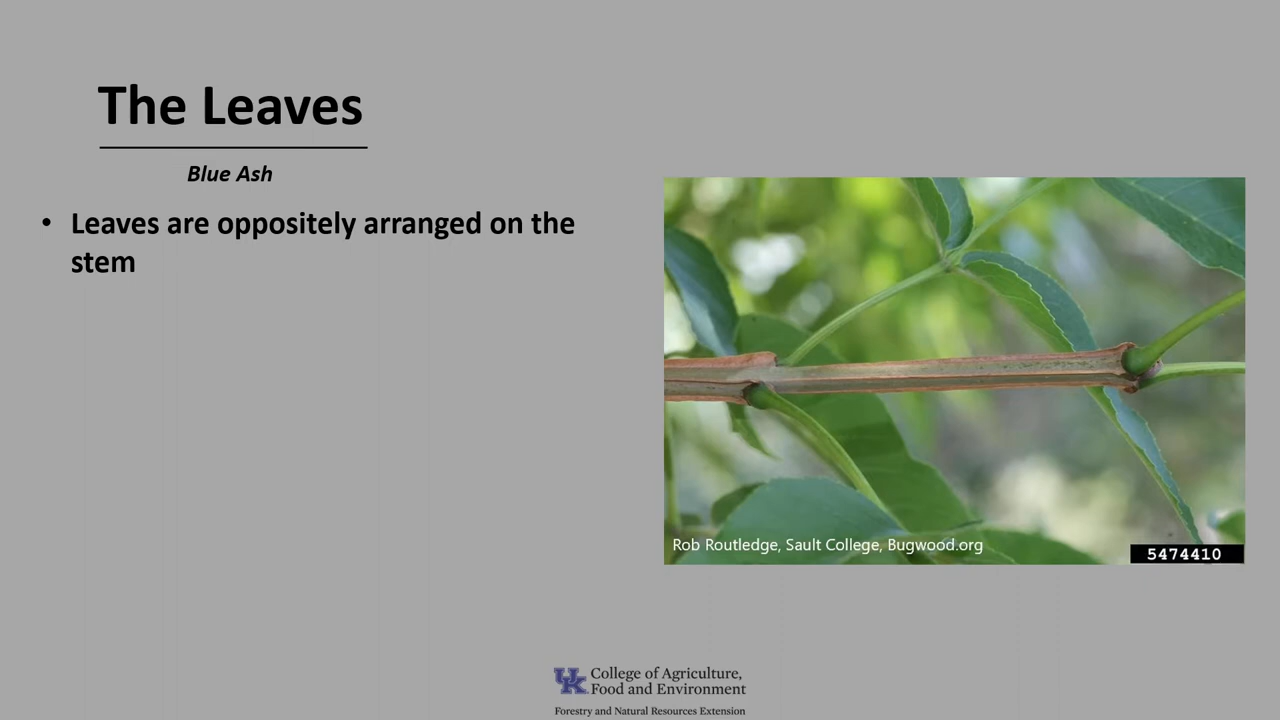 The Leaves
Blue Ash
• Leaves are oppositely arranged on the
stem
Rob Routledge, Sault College, Bugwood.org
5474410
UK College of Agriculture,
Food and Environment
Forestry and Natural Resources Extension